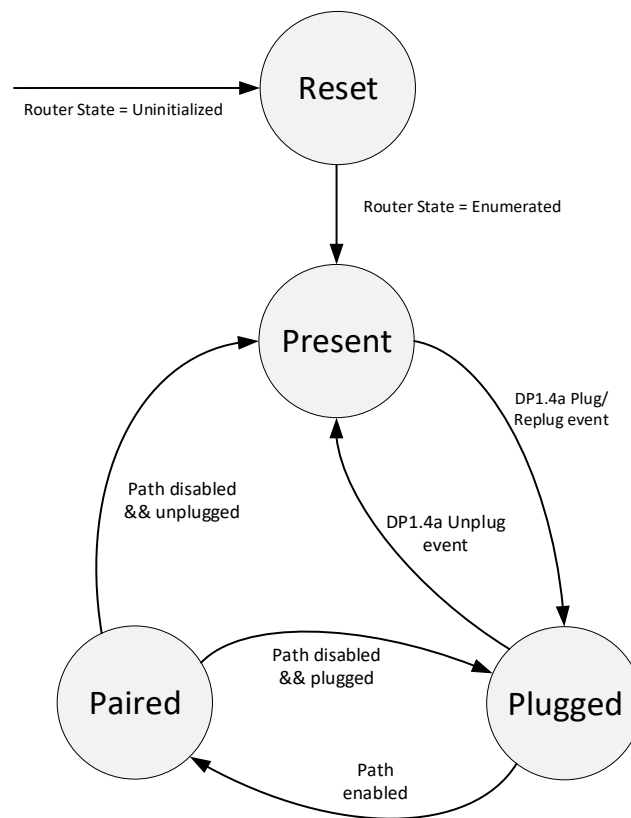 Reset
Router State = Uninitialized
Router State = Enumerated
Present
DP1.4a Plug/
Replug event
Path disabled
&& unplugged
DP1.4a Unplug
event
Path disabled
&& plugged
Paired
Plugged
Path
enabled